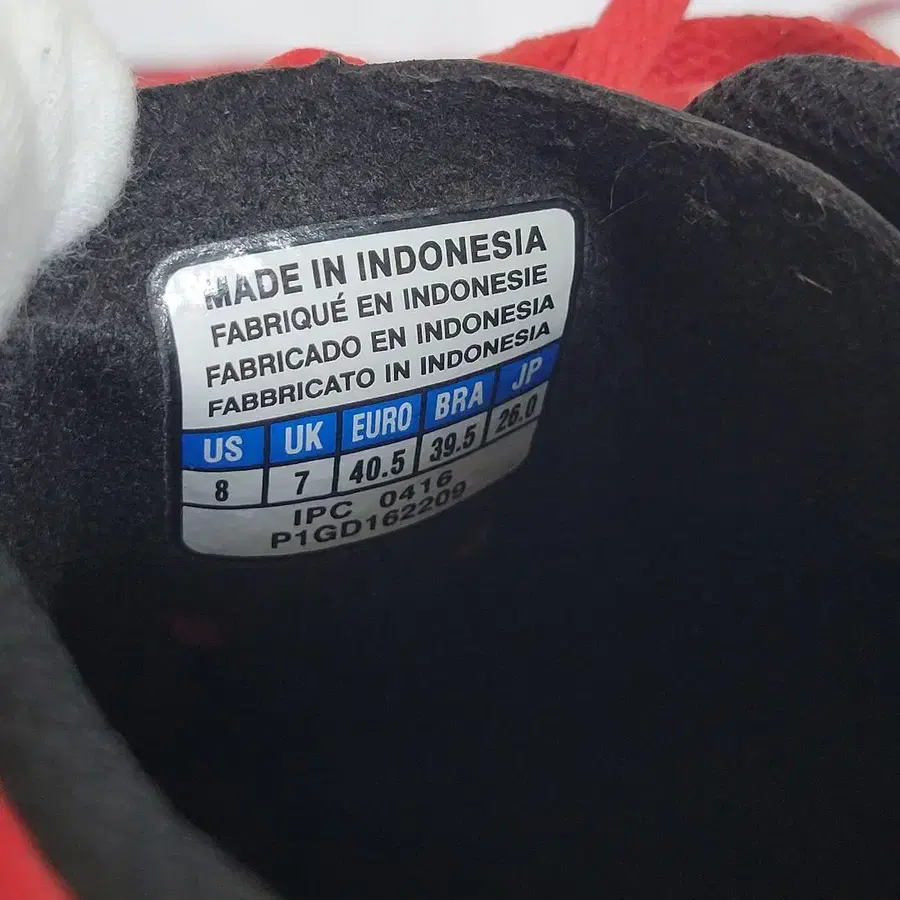 MADE IN INDONESIA
FABRIQUÉ EN INDONESIE
FABRICADO EN INDONESIA
FABBRICATO IN INDONESIA
US UK EURO BRA JP
8 7 40.5 39.5 26.0
IPC 0416
P1GD162209